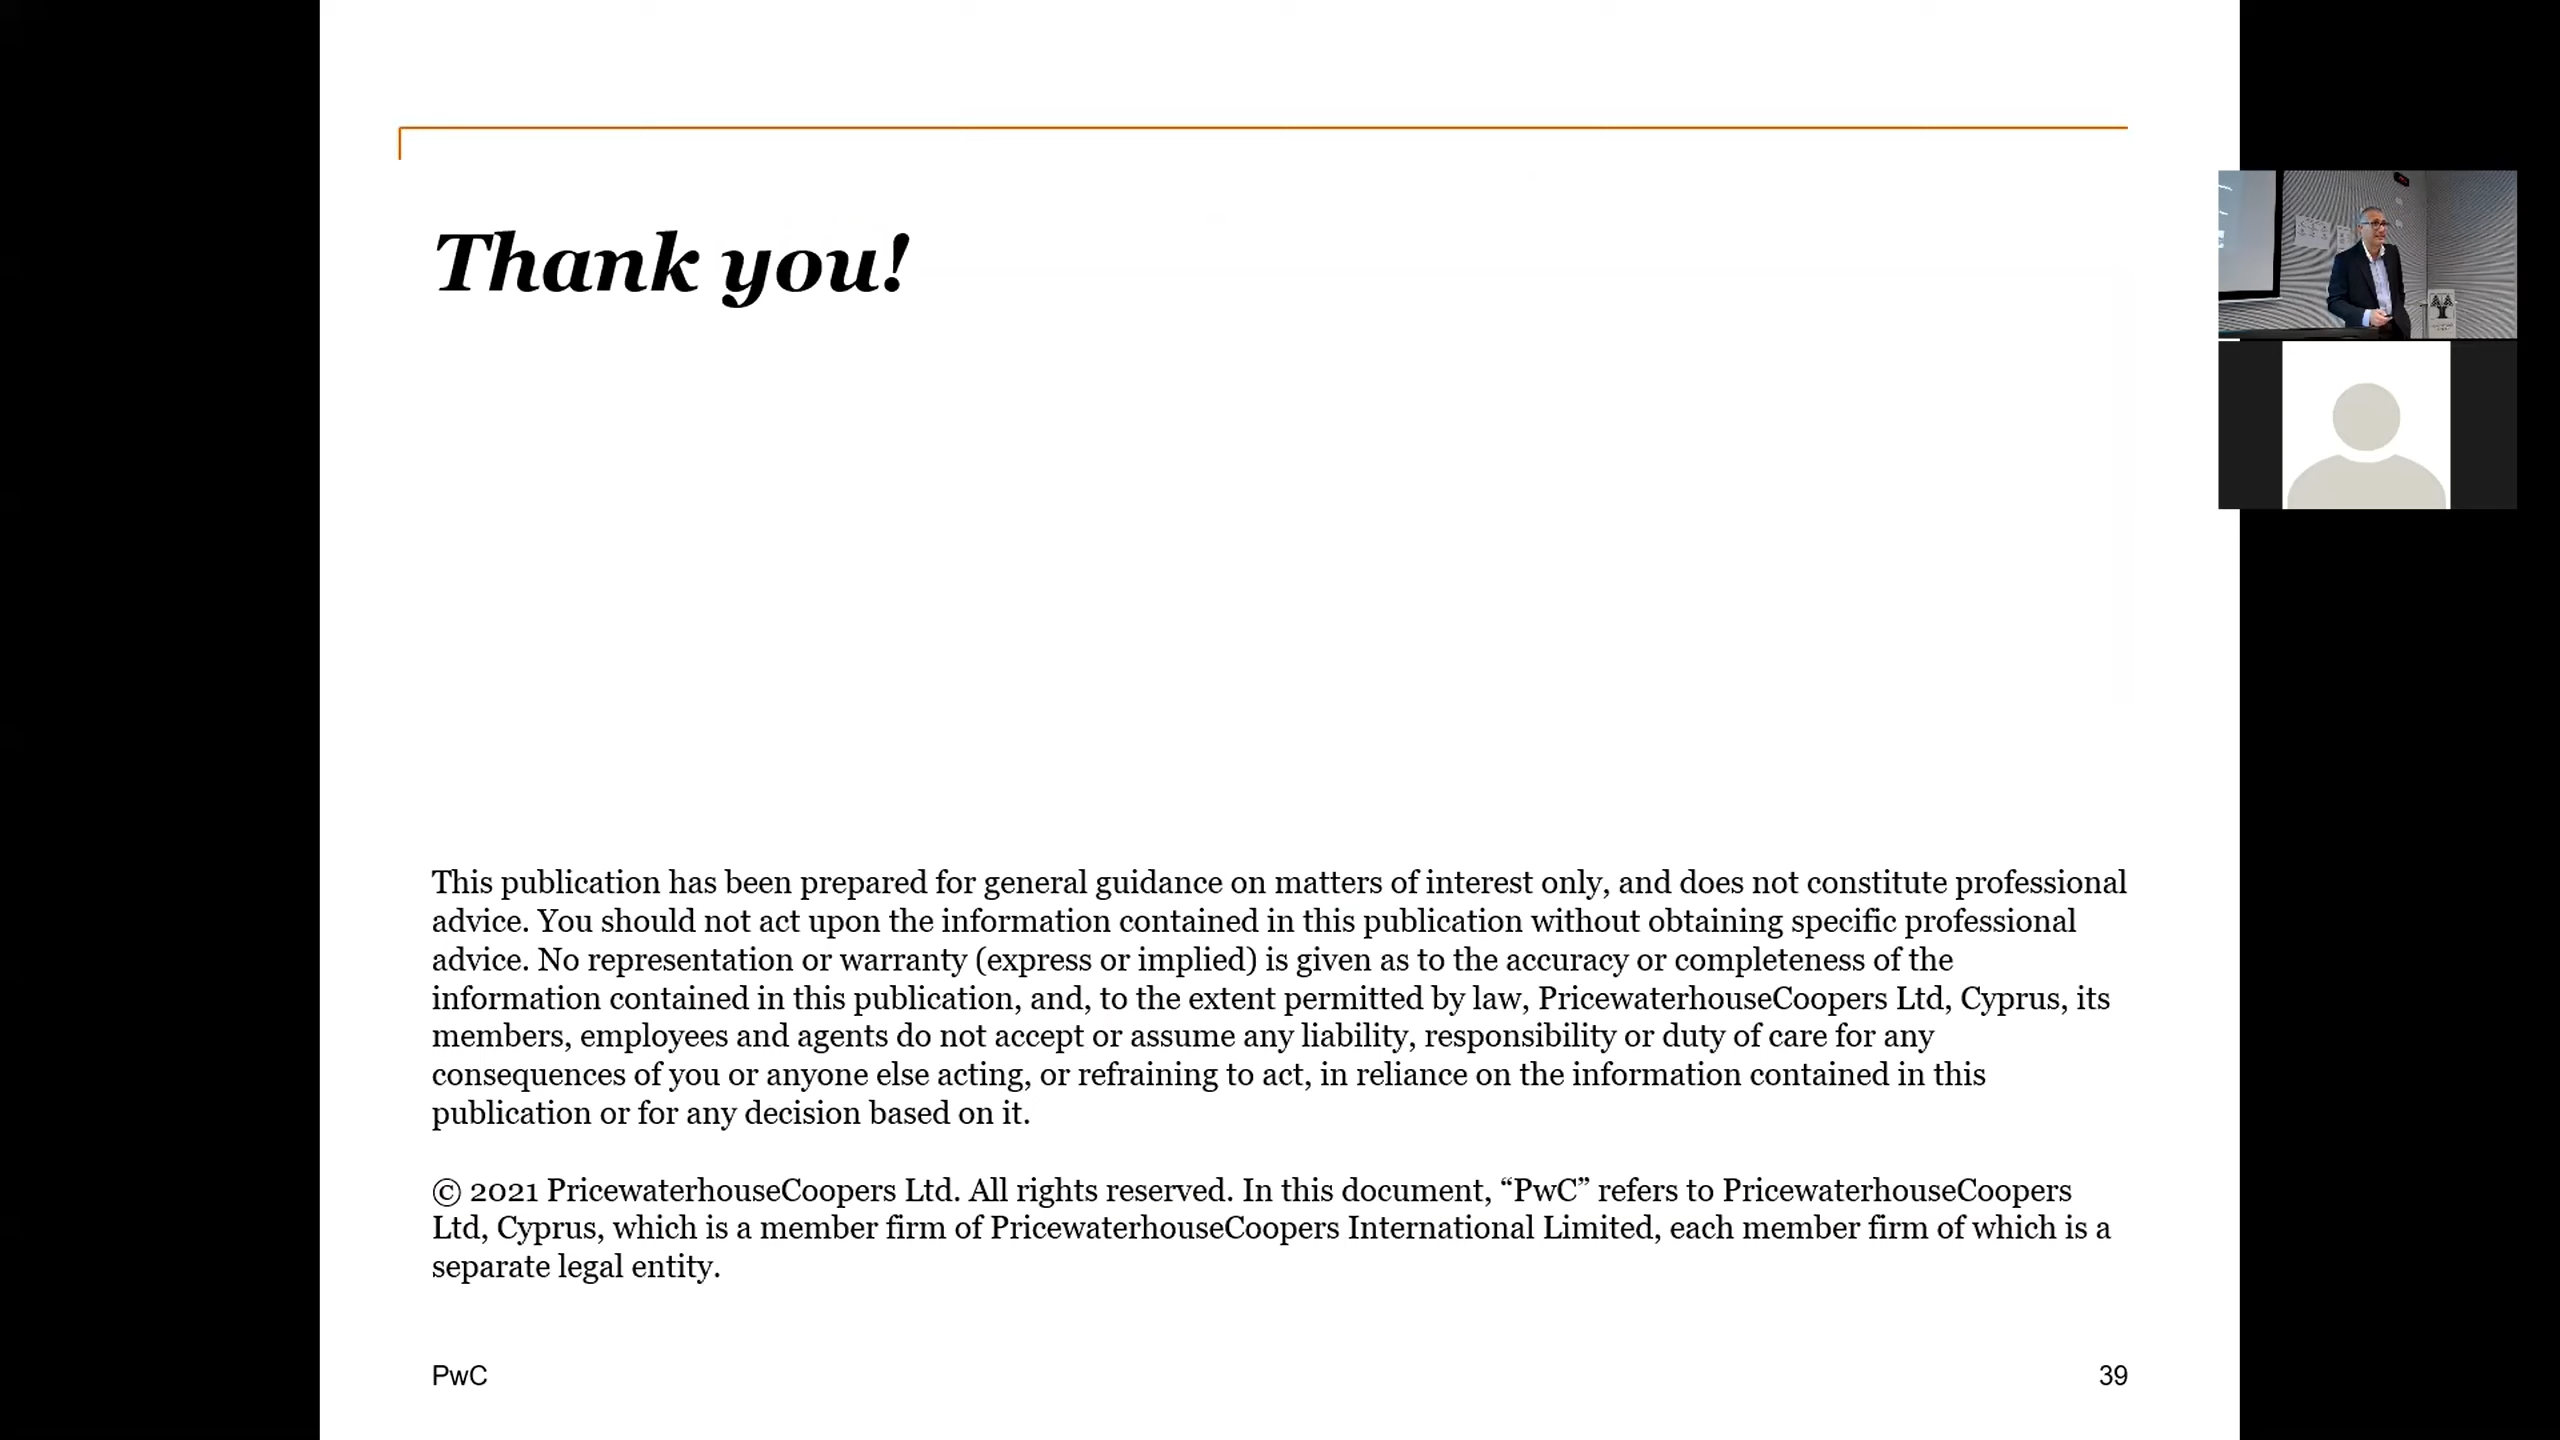 Thank you!
This publication has been prepared for general guidance on matters of interest only, and does not constitute professional
advice. You should not act upon the information contained in this publication without obtaining specific professional
advice. No representation or warranty (express or implied) is given as to the accuracy or completeness of the
information contained in this publication, and, to the extent permitted by law, PricewaterhouseCoopers Ltd, Cyprus, its
members, employees and agents do not accept or assume any liability, responsibility or duty of care for any
consequences of you or anyone else acting, or refraining to act, in reliance on the information contained in this
publication or for any decision based on it.
© 2021 PricewaterhouseCoopers Ltd. All rights reserved. In this document, “PwC” refers to PricewaterhouseCoopers
Ltd, Cyprus, which is a member firm of PricewaterhouseCoopers International Limited, each member firm of which is a
separate legal entity.
PwC
39